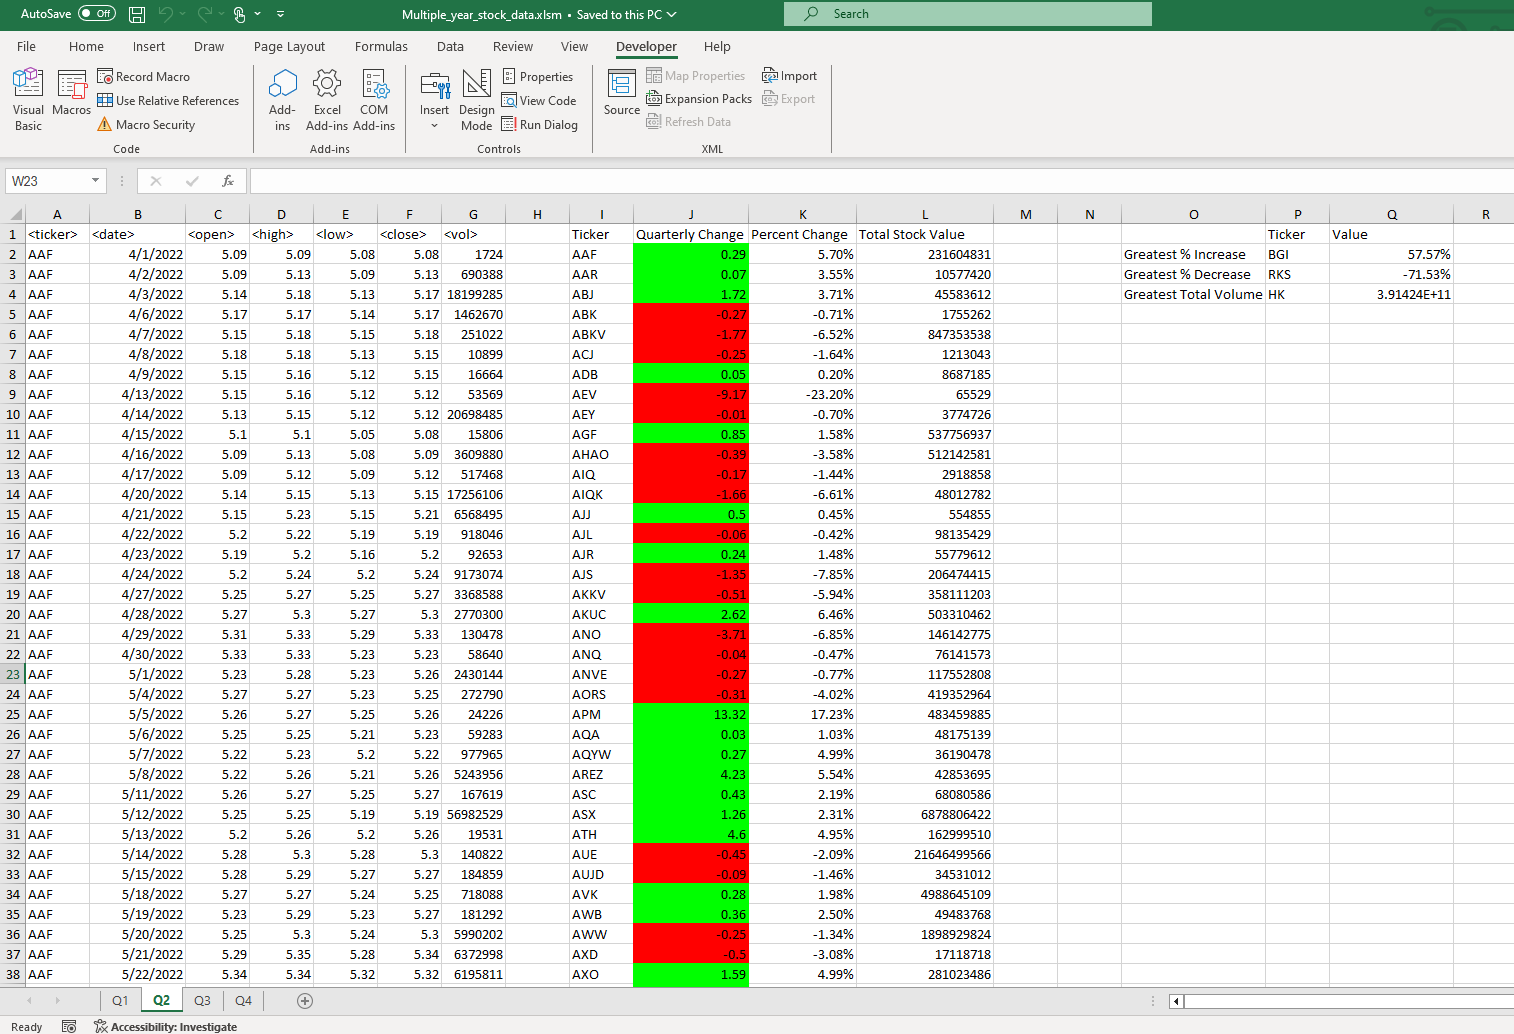 AutoSave Off Multiple_year_stock_data.xlsm • Saved to this PC Search
File Home Insert Draw Page Layout Formulas Data Review View Developer Help
Visual Basic Macros Record Macro Use Relative References Macro Security
Add-ins Excel Add-ins COM Add-ins
Insert Design Mode Properties View Code Run Dialog
Source Map Properties Expansion Packs Refresh Data Import Export
Code Add-ins Controls XML
W23 fx
A B C D E F G H I J K L M N O P Q R
1 <ticker> <date> <open> <high> <low> <close> <vol> Ticker Quarterly Change Percent Change Total Stock Value Ticker Value
2 AAF 4/1/2022 5.09 5.09 5.08 5.08 1724 AAF 0.29 5.70% 231604831 Greatest % Increase BGI 57.57%
3 AAF 4/2/2022 5.09 5.13 5.09 5.13 690388 AAR 0.07 3.55% 10577420 Greatest % Decrease RKS -71.53%
4 AAF 4/3/2022 5.14 5.18 5.13 5.17 18199285 ABJ 1.72 3.71% 45583612 Greatest Total Volume HK 3.91424E+11
5 AAF 4/6/2022 5.17 5.17 5.14 5.17 1462670 ABK -0.27 -0.71% 1755262
6 AAF 4/7/2022 5.15 5.18 5.15 5.18 251022 ABKV -1.77 -6.52% 847353538
7 AAF 4/8/2022 5.18 5.18 5.13 5.15 10899 ACJ -0.25 -1.64% 1213043
8 AAF 4/9/2022 5.15 5.16 5.12 5.15 16664 ADB 0.05 0.20% 8687185
9 AAF 4/13/2022 5.15 5.16 5.12 5.12 53569 AEV -9.17 -23.20% 65529
10 AAF 4/14/2022 5.13 5.15 5.12 5.12 20698485 AEY -0.01 -0.70% 3774726
11 AAF 4/15/2022 5.1 5.1 5.05 5.08 15806 AGF 0.85 1.58% 537756937
12 AAF 4/16/2022 5.09 5.13 5.08 5.09 3609880 AHAO -0.39 -3.58% 512142581
13 AAF 4/17/2022 5.09 5.12 5.09 5.12 517468 AIQ -0.17 -1.44% 2918858
14 AAF 4/20/2022 5.14 5.15 5.13 5.15 17256106 AIQK -1.66 -6.61% 48012782
15 AAF 4/21/2022 5.15 5.23 5.15 5.21 6568495 AJJ 0.5 0.45% 554855
16 AAF 4/22/2022 5.2 5.22 5.19 5.19 918046 AJL -0.06 -0.42% 98135429
17 AAF 4/23/2022 5.19 5.2 5.16 5.2 92653 AJR 0.24 1.48% 55779612
18 AAF 4/24/2022 5.2 5.24 5.2 5.24 9173074 AJS -1.35 -7.85% 206474415
19 AAF 4/27/2022 5.25 5.27 5.25 5.27 3368588 AKKV -0.51 -5.94% 358111203
20 AAF 4/28/2022 5.27 5.3 5.27 5.3 2770300 AKUC 2.62 6.46% 503310462
21 AAF 4/29/2022 5.31 5.33 5.29 5.33 130478 ANO -3.71 -6.85% 146142775
22 AAF 4/30/2022 5.33 5.33 5.23 5.23 58640 ANQ -0.04 -0.47% 76141573
23 AAF 5/1/2022 5.23 5.28 5.23 5.26 2430144 ANVE -0.27 -0.77% 117552808
24 AAF 5/4/2022 5.27 5.27 5.23 5.25 272790 AORS -0.31 -4.02% 419352964
25 AAF 5/5/2022 5.26 5.27 5.25 5.26 24226 APM 13.32 17.23% 483459885
26 AAF 5/6/2022 5.25 5.25 5.21 5.23 59283 AQA 0.03 1.03% 48175139
27 AAF 5/7/2022 5.22 5.23 5.2 5.22 977965 AQYW 0.27 4.99% 36190478
28 AAF 5/8/2022 5.22 5.26 5.21 5.26 5243956 AREZ 4.23 5.54% 42853695
29 AAF 5/11/2022 5.26 5.27 5.25 5.27 167619 ASC 0.43 2.19% 68080586
30 AAF 5/12/2022 5.25 5.25 5.19 5.19 56982529 ASX 1.26 2.31% 6878806422
31 AAF 5/13/2022 5.2 5.26 5.2 5.26 19531 ATH 4.6 4.95% 162999510
32 AAF 5/14/2022 5.28 5.3 5.28 5.3 140822 AUE -0.45 -2.09% 21646499566
33 AAF 5/15/2022 5.28 5.29 5.27 5.27 184859 AUJD -0.09 -1.46% 34531012
34 AAF 5/18/2022 5.27 5.27 5.24 5.25 718088 AVK 0.28 1.98% 4988645109
35 AAF 5/19/2022 5.23 5.29 5.23 5.27 181292 AWB 0.36 2.50% 49483768
36 AAF 5/20/2022 5.25 5.3 5.24 5.3 5990202 AWW -0.25 -1.34% 1898929824
37 AAF 5/21/2022 5.29 5.35 5.28 5.34 6372998 AXD -0.5 -3.08% 17118718
38 AAF 5/22/2022 5.34 5.34 5.32 5.32 6195811 AXO 1.59 4.99% 281023486
Q1 Q2 Q3 Q4
Ready Accessibility: Investigate